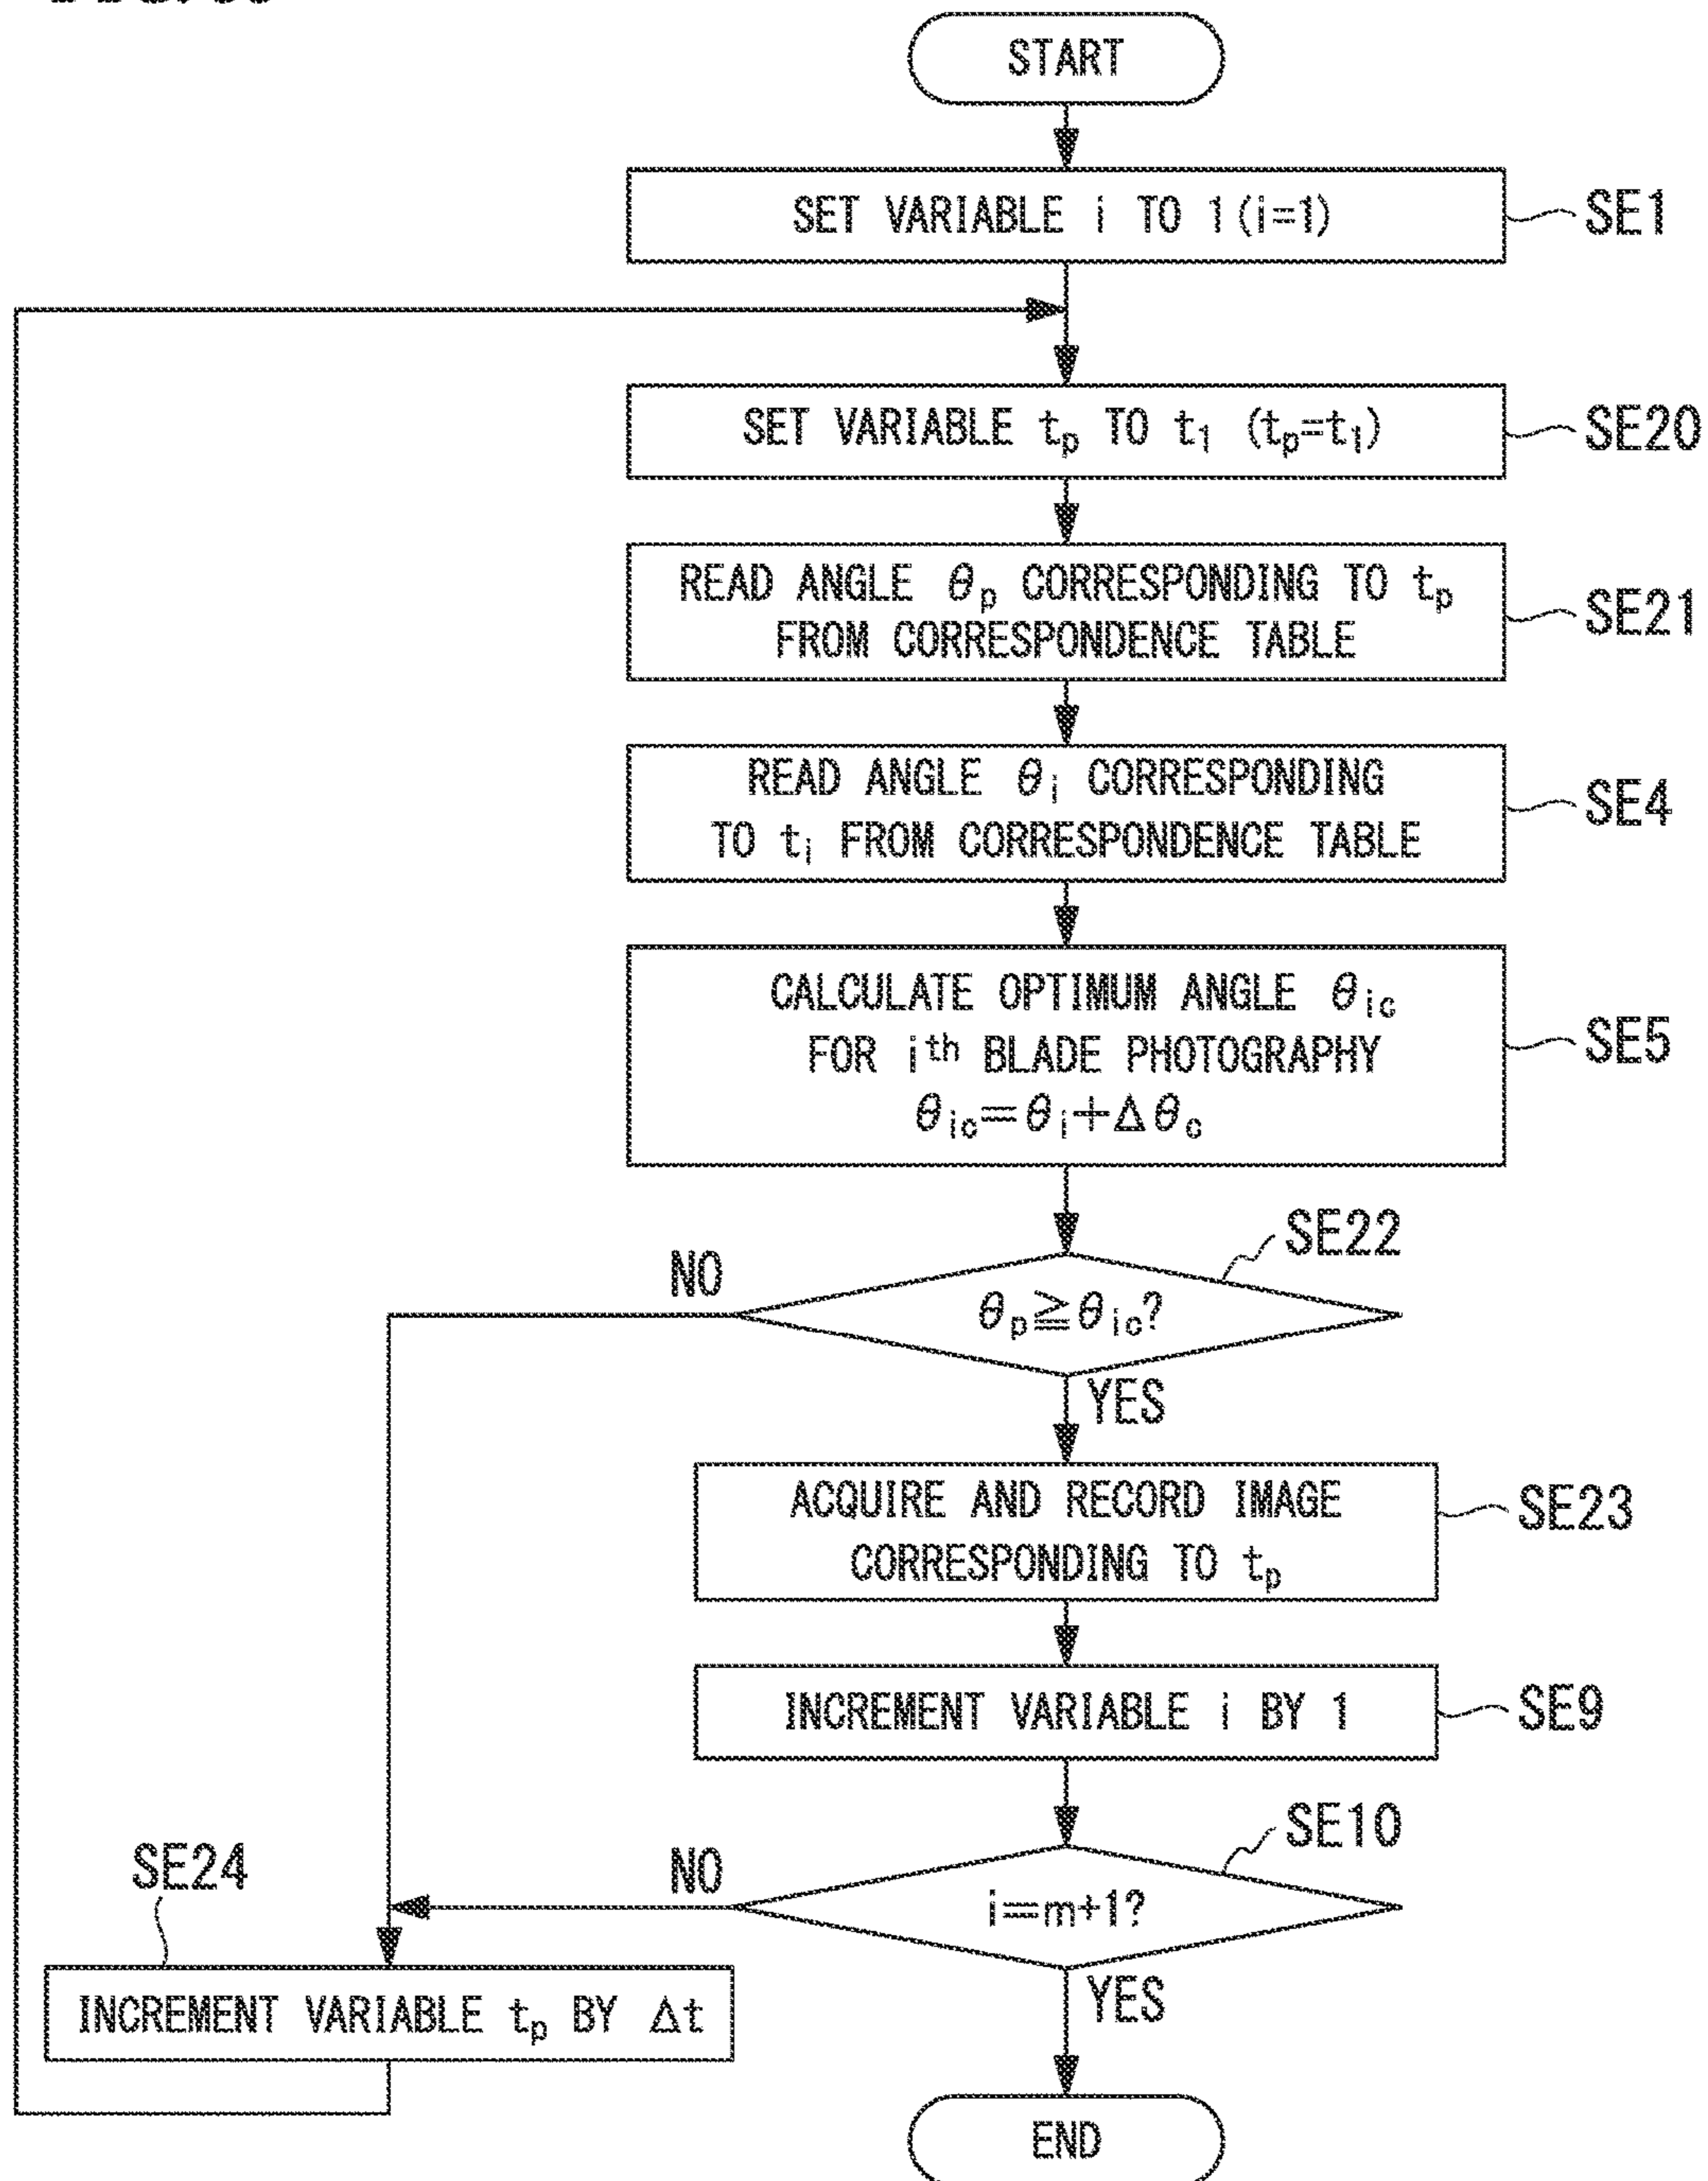 START
SET VARIABLE i TO 1(i=1)
SE1
SET VARIABLE tp TO t1 (tp=t1)
SE20
READ ANGLE θp CORRESPONDING TO tp
FROM CORRESPONDENCE TABLE
SE21
READ ANGLE θi CORRESPONDING
TO ti FROM CORRESPONDENCE TABLE
SE4
CALCULATE OPTIMUM ANGLE θic
FOR ith BLADE PHOTOGRAPHY
θic=θi+Δθc
SE5
SE22
NO
θp≧θic?
YES
ACQUIRE AND RECORD IMAGE
CORRESPONDING TO tp
SE23
INCREMENT VARIABLE i BY 1
SE9
SE10
SE24
NO
i=m+1?
INCREMENT VARIABLE tp BY Δt
YES
END